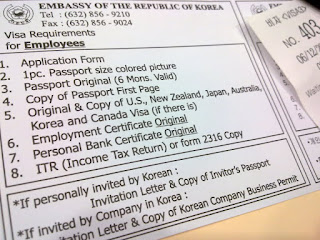 EMBASSY OF THE REPUBLIC OF KOREA
Tel : (632) 856 - 9210
Fax : (632) 856 - 9024
Visa Requirements
for Employees
1. Application Form
2. 1pc. Passport size colored picture
3. Passport Original (6 Mons. Valid)
4. Copy of Passport First Page
5. Original & Copy of U.S., New Zealand, Japan, Australia,
Korea and Canada Visa (if there is)
6. Employment Certificate Original
7. Personal Bank Certificate Original
8. ITR (Income Tax Return) or form 2316 Copy
*If personally invited by Korean :
Invitation Letter & Copy of Invitor's Passport
*If invited by Company in Korea :
Invitation Letter & Copy of Korean Company Business Permit
NO. 403